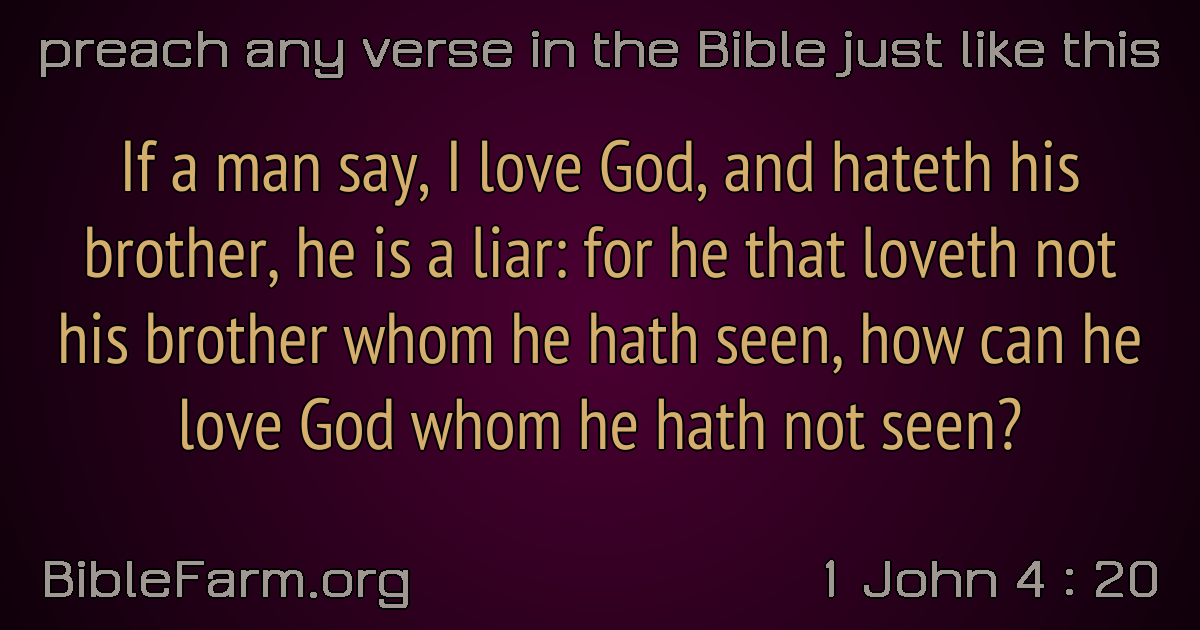 preach any verse in the Bible just like this
If a man say, I love God, and hateth his
brother, he is a liar: for he that loveth not
his brother whom he hath seen, how can he
love God whom he hath not seen?
BibleFarm.org
1 John 4 : 20